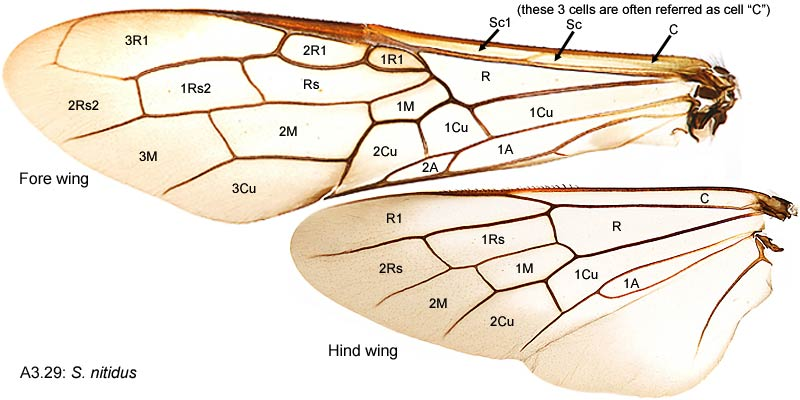 (these 3 cells are often referred as cell “C”)
Sc1
Sc
C
3R1
2R1
1R1
R
1Rs2
Rs
2Rs2
1M
1Cu
1Cu
2M
3M
2Cu
1A
2A
3Cu
Fore wing
C
R1
R
1Rs
2Rs
1M
1Cu
1A
2M
2Cu
Hind wing
A3.29: S. nitidus